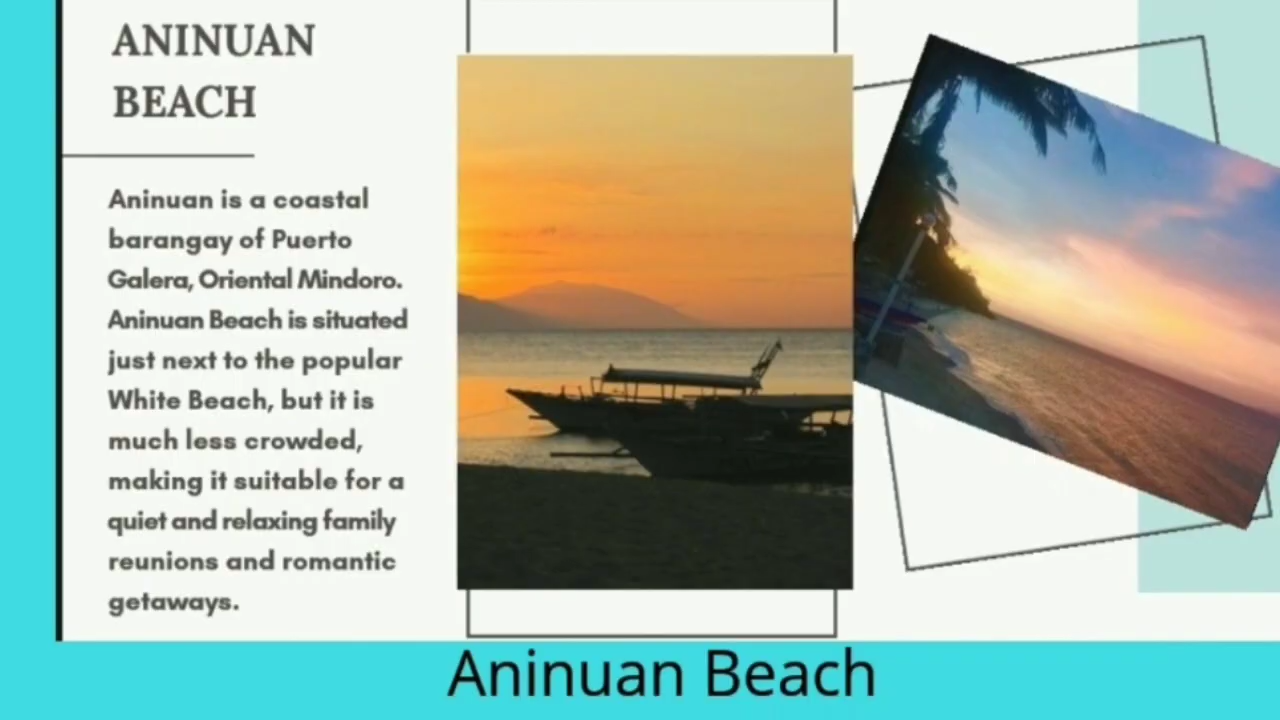 ANINUAN
BEACH
Aninuan is a coastal
barangay of Puerto
Galera, Oriental Mindoro.
Aninuan Beach is situated
just next to the popular
White Beach, but it is
much less crowded,
making it suitable for a
quiet and relaxing family
reunions and romantic
getaways.
Aninuan Beach